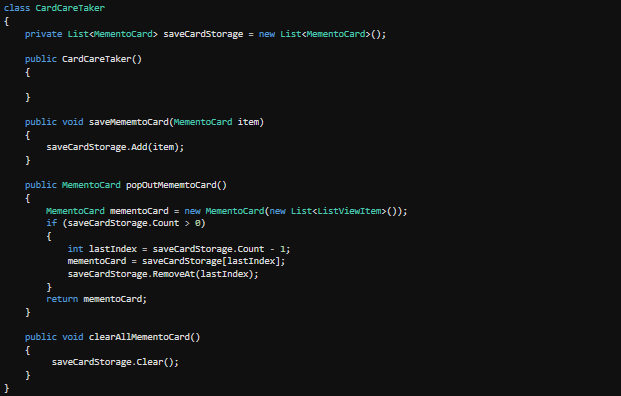 class CardCareTaker
{
    private List<MementoCard> saveCardStorage = new List<MementoCard>();

    public CardCareTaker()
    {

    }

    public void saveMememtoCard(MementoCard item)
    {
        saveCardStorage.Add(item);
    }

    public MementoCard popOutMememtoCard()
    {
        MementoCard mementoCard = new MementoCard(new List<ListViewItem>());
        if (saveCardStorage.Count > 0)
        {
            int lastIndex = saveCardStorage.Count - 1;
            mementoCard = saveCardStorage[lastIndex];
            saveCardStorage.RemoveAt(lastIndex);
        }
        return mementoCard;
    }

    public void clearAllMementoCard()
    {
         saveCardStorage.Clear();
    }
}